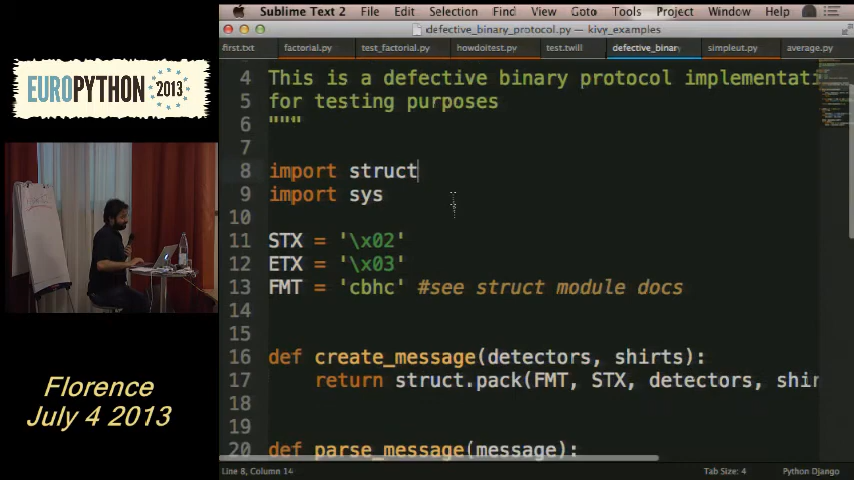 Sublime Text 2 File Edit Selection Find View Goto Tools Project Window Help
defective_binary_protocol.py — kivy_examples
first.txt factorial.py test_factorial.py howdoitest.py test.twill defective_binary simpleut.py average.py
EUROPYTHON 2013
4 This is a defective binary protocol implementati
5 for testing purposes
6 """
7
8 import struct
9 import sys
10
11 STX = '\x02'
12 ETX = '\x03'
13 FMT = 'cbhc' #see struct module docs
14
15
16 def create_message(detectors, shirts):
17 return struct.pack(FMT, STX, detectors, shir
18
19
20 def parse_message(message):
Florence
July 4 2013
Line 8, Column 14
Tab Size: 4
Python Django